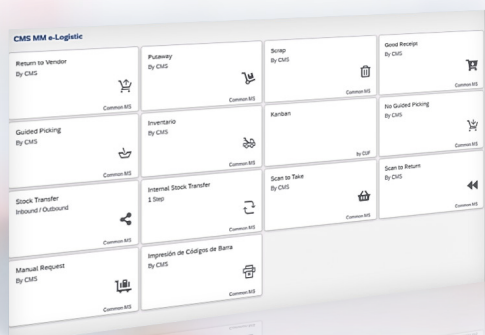 CMS MM e-Logistic
Return to Vendor
By CMS
Common MS
Putaway
By CMS
Common MS
Scrap
By CMS
Common MS
Good Receipt
By CMS
Common MS
Guided Picking
By CMS
Common MS
Inventario
By CMS
Common MS
Kanban
by CUF
No Guided Picking
By CMS
Common MS
Stock Transfer
Inbound / Outbound
Common MS
Internal Stock Transfer
1 Step
Common MS
Scan to Take
By CMS
Common MS
Scan to Return
By CMS
Common MS
Manual Request
By CMS
Common MS
Impresión de Códigos de Barra
By CMS
Common MS